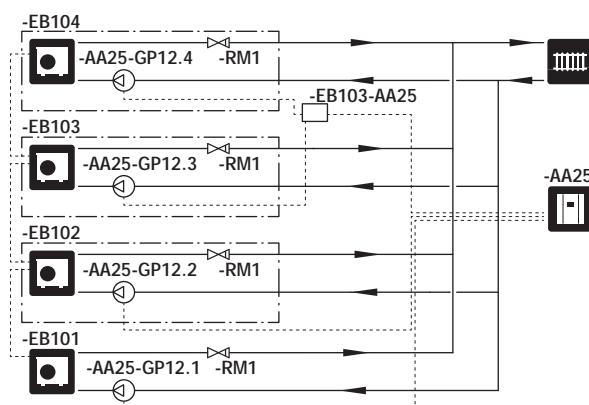 -EB104
-AA25-GP12.4 -RM1
-EB103-AA25
-EB103
-AA25-GP12.3 -RM1
-AA25
-EB102
-AA25-GP12.2 -RM1
-EB101
-AA25-GP12.1 -RM1